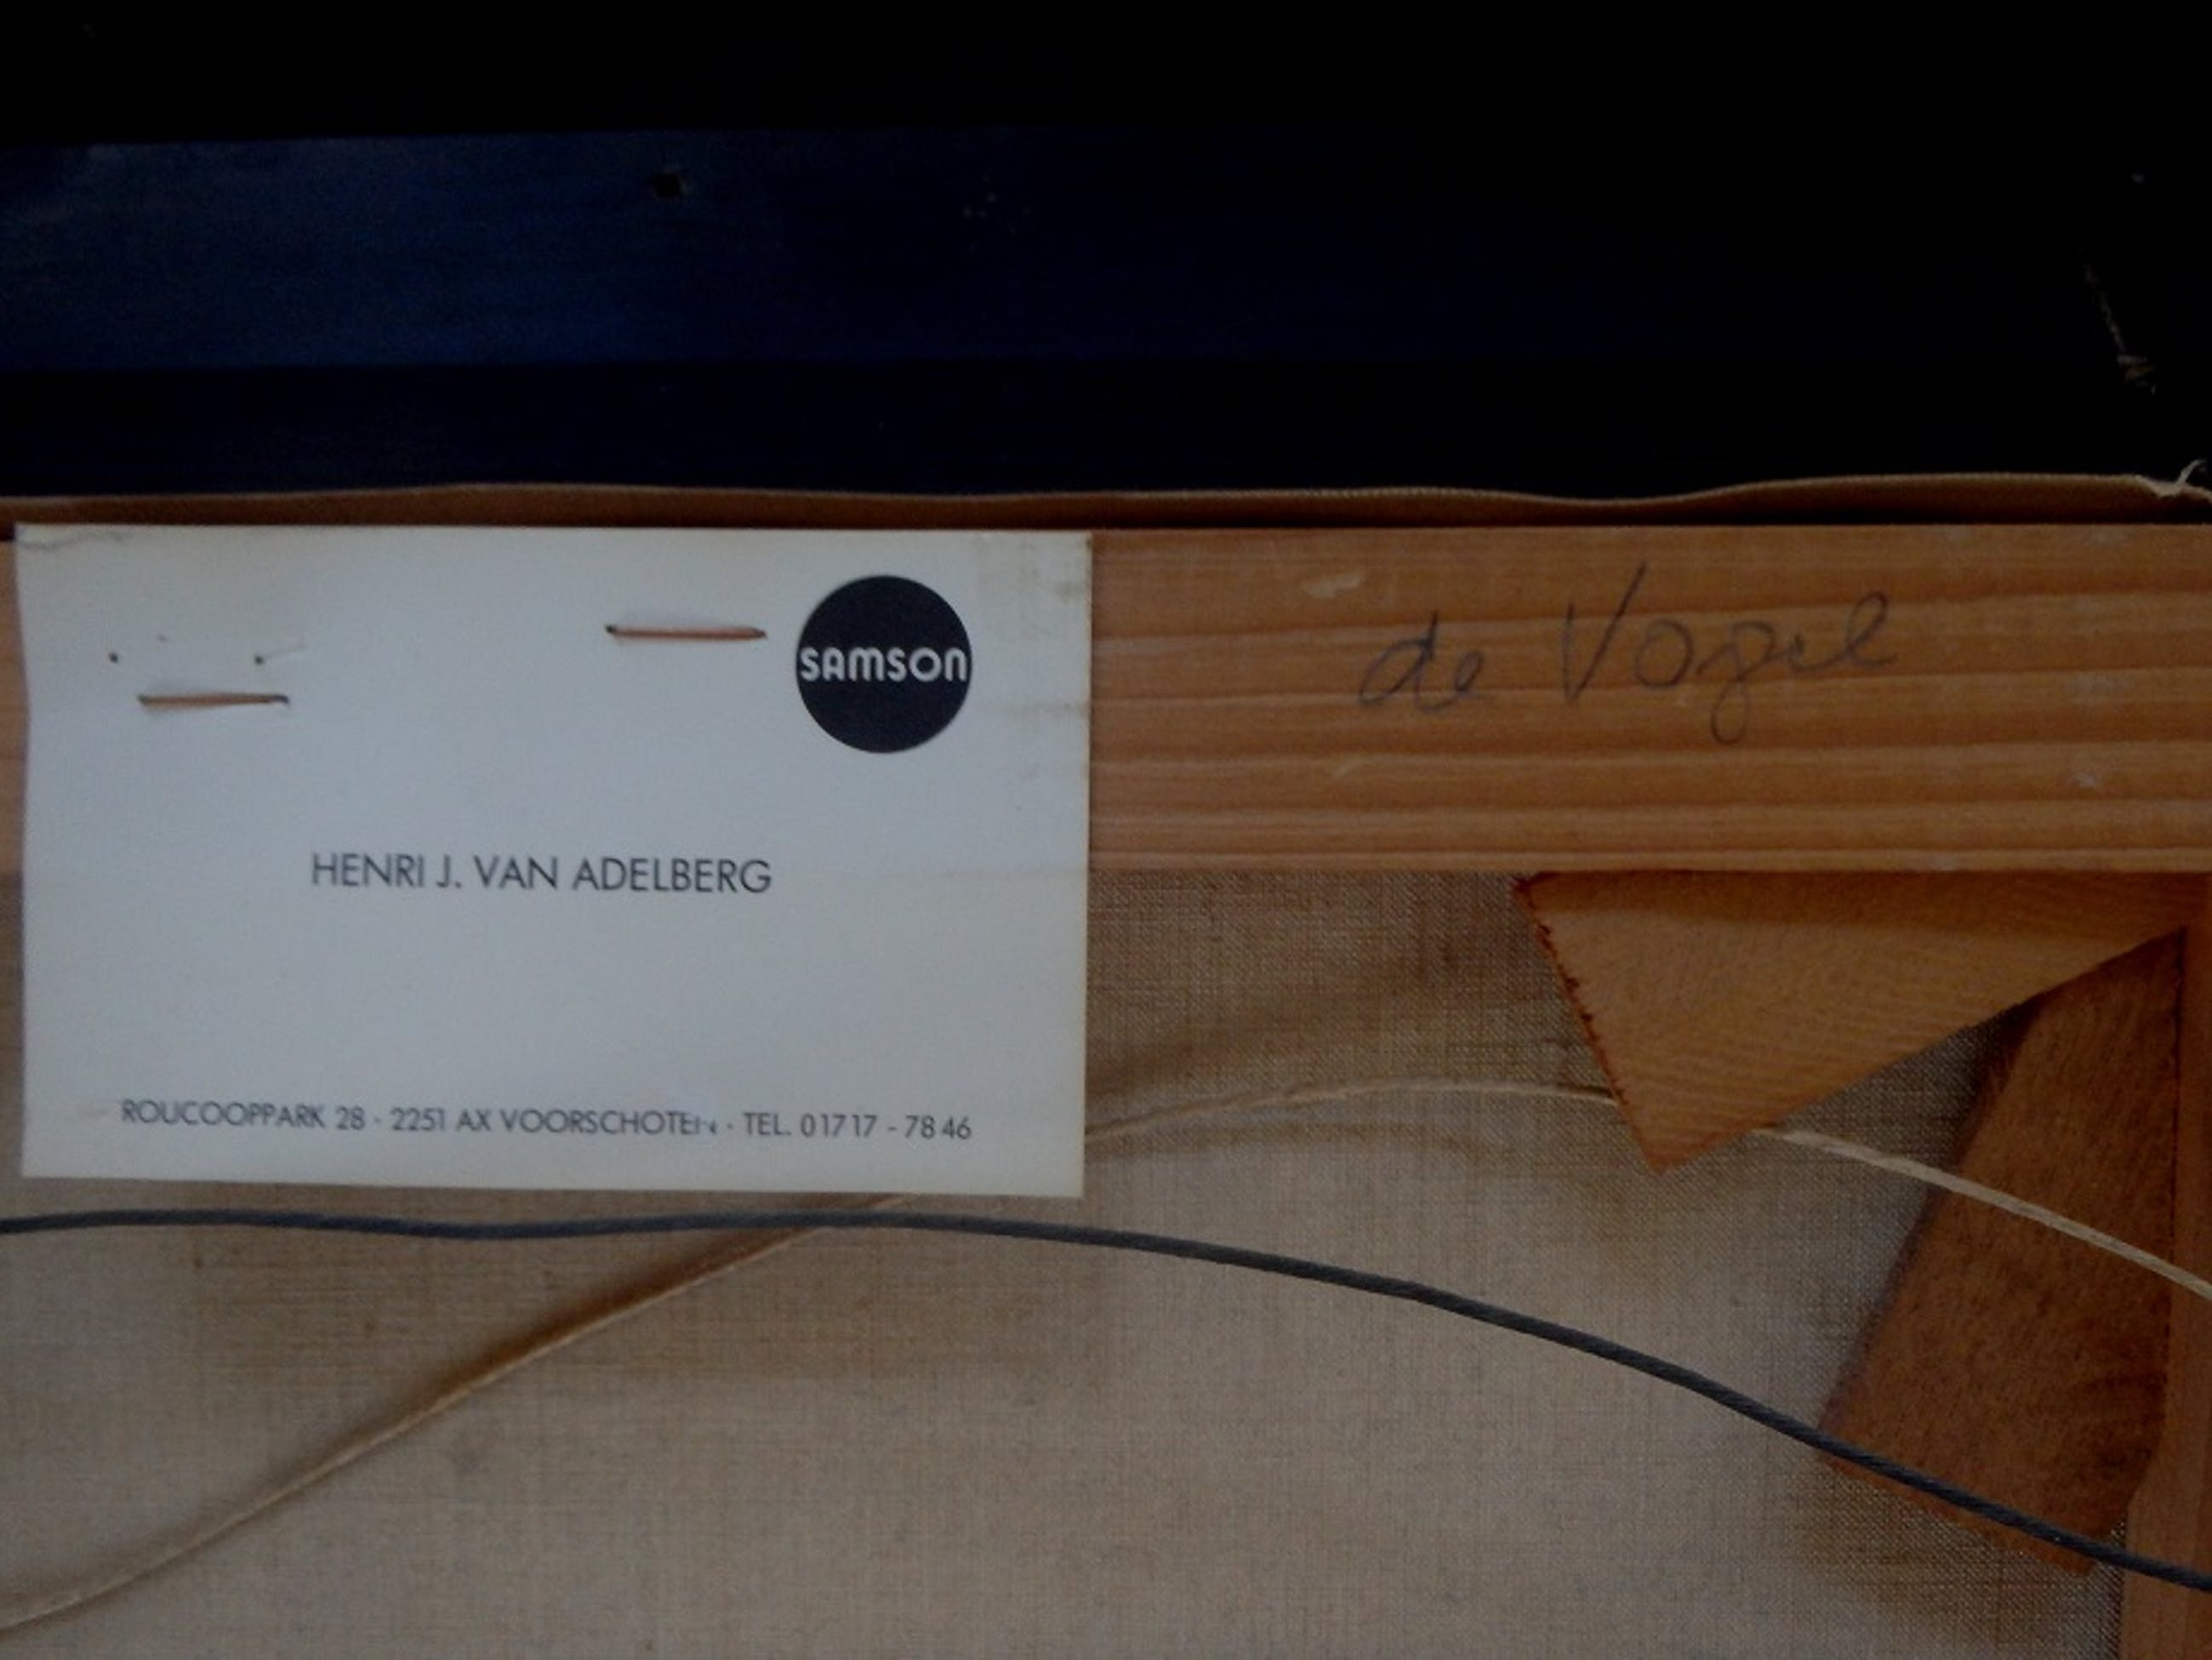 SAMSON
de Vogel
HENRI J. VAN ADELBERG
ROUCOOPPARK 28 · 2251 AX VOORSCHOTEN · TEL. 01717 - 78 46